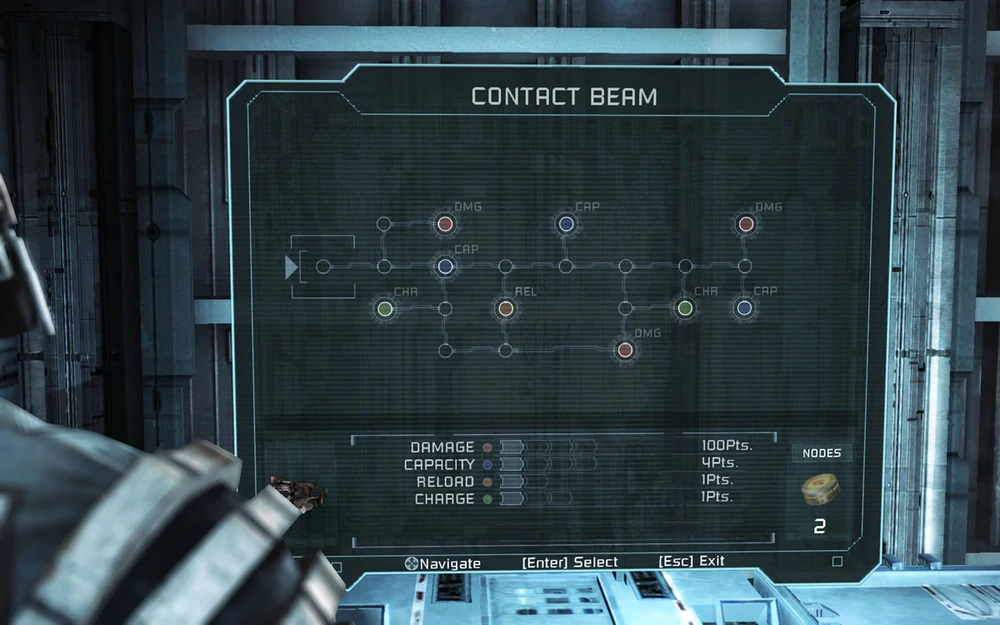 CONTACT BEAM
DMG
CAP
DMG
CAP
CHR
REL
CHR
CAP
DMG
DAMAGE 100Pts.
CAPACITY 4Pts.
RELOAD 1Pts.
CHARGE 1Pts.
NODES
2
Navigate [Enter] Select [Esc] Exit